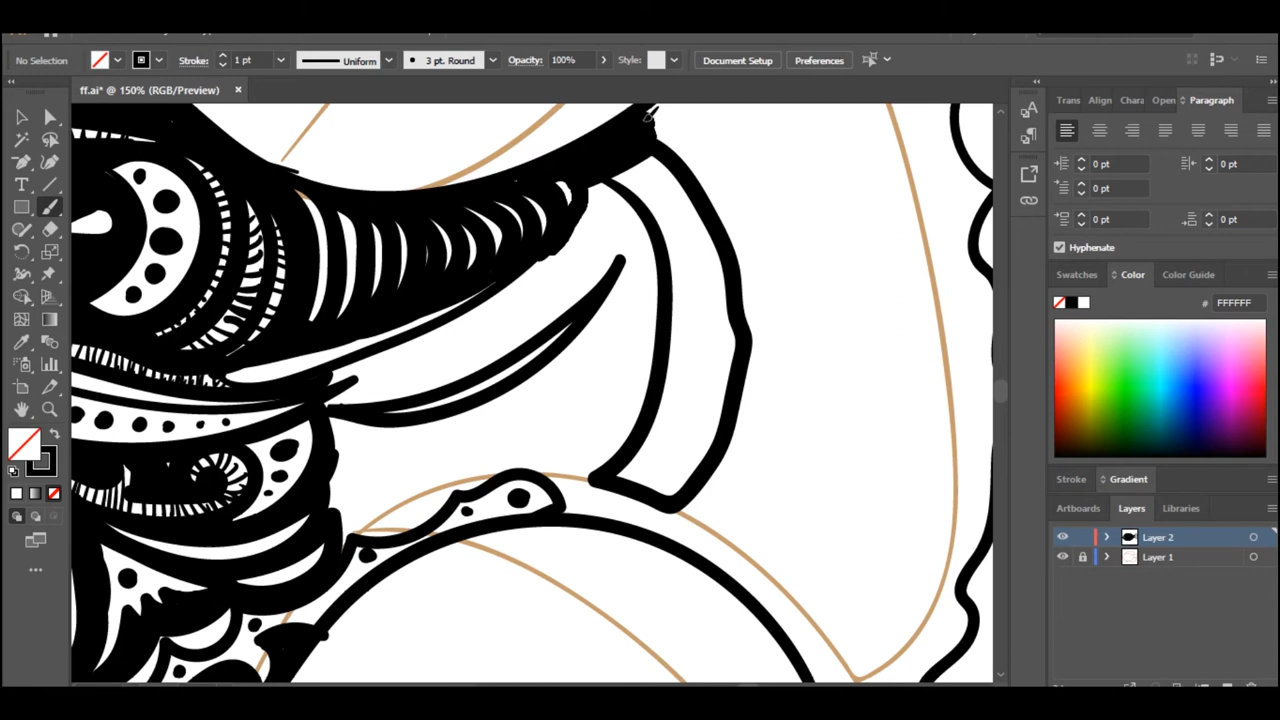 No Selection Stroke: 1 pt Uniform 3 pt. Round Opacity: 100% Style: Document Setup Preferences
ff.ai* @ 150% (RGB/Preview) ×
Trans Align Chara Open Paragraph
0 pt 0 pt
0 pt
0 pt 0 pt
Hyphenate
Swatches Color Color Guide
# FFFFFF
Stroke Gradient
Artboards Layers Libraries
Layer 2
Layer 1